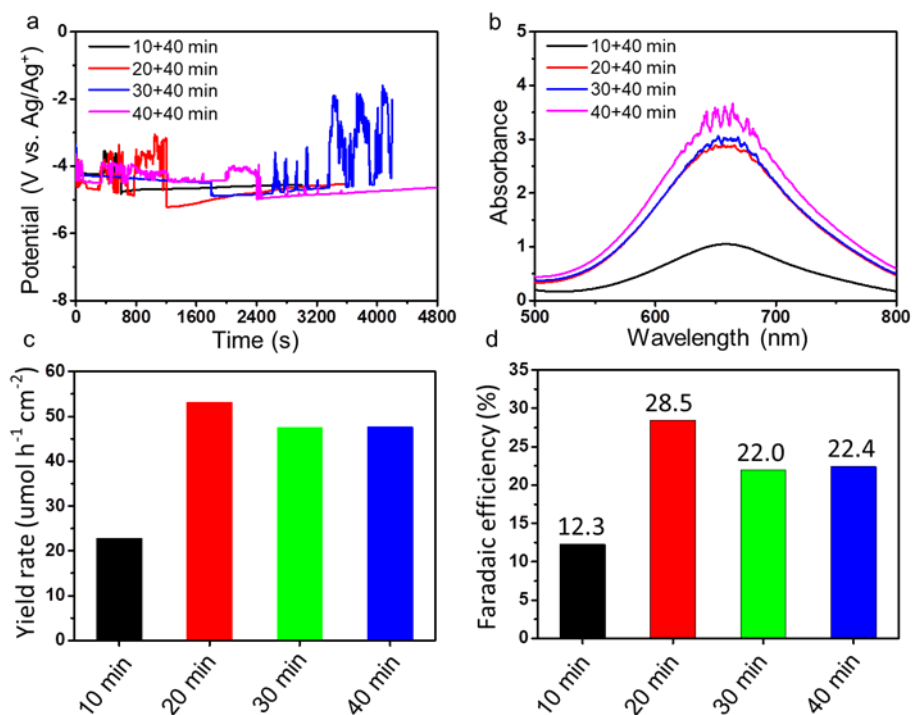 a
0
-2
-4
-6
-8
Potential (V vs. Ag/Ag⁺)
10+40 min
20+40 min
30+40 min
40+40 min
0 800 1600 2400 3200 4000 4800
Time (s)
b
5
4
3
2
1
0
Absorbance
10+40 min
20+40 min
30+40 min
40+40 min
500 600 700 800
Wavelength (nm)
c
60
50
40
30
20
10
0
Yield rate (umol h⁻¹ cm⁻²)
10 min 20 min 30 min 40 min
d
35
30
25
20
15
10
5
0
Faradaic efficiency (%)
12.3 28.5 22.0 22.4
10 min 20 min 30 min 40 min